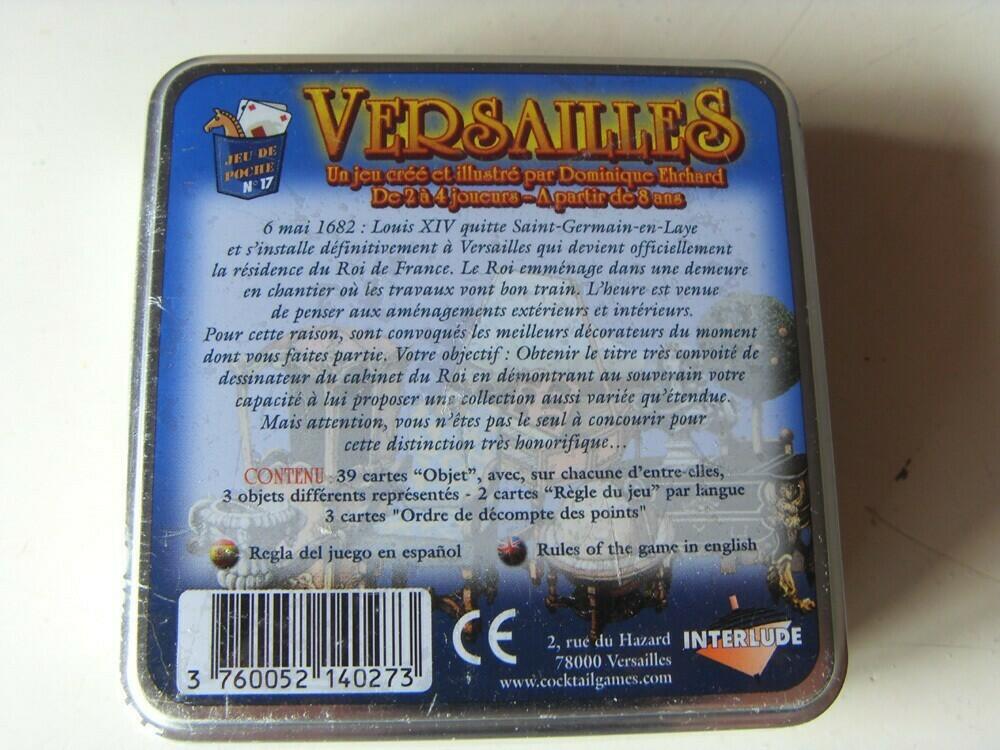 JEU DE
POCHE
N° 17
VERSAILLES
Un jeu créé et illustré par Dominique Ehrhard
De 2 à 4 joueurs - A partir de 8 ans
6 mai 1682 : Louis XIV quitte Saint-Germain-en-Laye
et s'installe définitivement à Versailles qui devient officiellement
la résidence du Roi de France. Le Roi emménage dans une demeure
en chantier où les travaux vont bon train. L'heure est venue
de penser aux aménagements extérieurs et intérieurs.
Pour cette raison, sont convoqués les meilleurs décorateurs du moment
dont vous faites partie. Votre objectif : Obtenir le titre très convoité de
dessinateur du cabinet du Roi en démontrant au souverain votre
capacité à lui proposer une collection aussi variée qu'étendue.
Mais attention, vous n'êtes pas le seul à concourir pour
cette distinction très honorifique...
CONTENU : 39 cartes "Objet", avec, sur chacune d'entre-elles,
3 objets différents représentés - 2 cartes "Règle du jeu" par langue
3 cartes "Ordre de décompte des points"
Regla del juego en español
Rules of the game in english
3 760052 140273
CE
2, rue du Hazard
78000 Versailles
www.cocktailgames.com
INTERLUDE